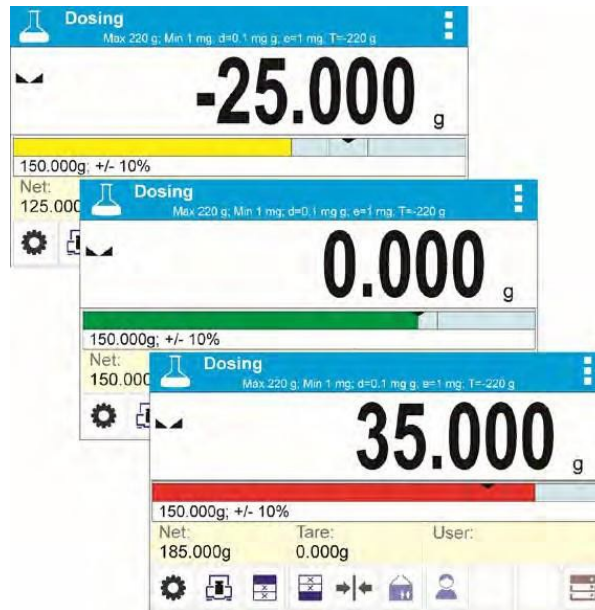 Dosing
Max 220 g; Min 1 mg; d=0.1 mg g; e=1 mg; T=-220 g
-25.000 g
150.000g; +/- 10%
Net:
125.000
Dosing
Max 220 g; Min 1 mg; d=0.1 mg g; e=1 mg; T=-220 g
0.000 g
150.000g; +/- 10%
Net:
150.000
Dosing
Max 220 g; Min 1 mg; d=0.1 mg g; e=1 mg; T=-220 g
35.000 g
150.000g; +/- 10%
Net: Tare: User:
185.000g 0.000g